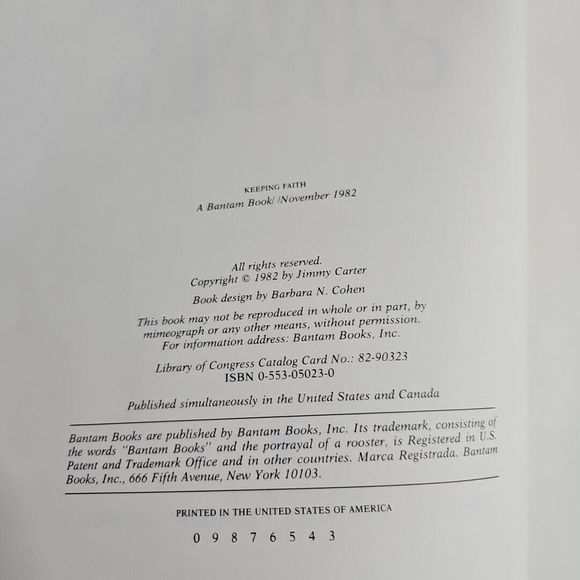 KEEPING FAITH
A Bantam Book/ /November 1982
All rights reserved.
Copyright © 1982 by Jimmy Carter
Book design by Barbara N. Cohen
This book may not be reproduced in whole or in part, by
mimeograph or any other means, without permission.
For information address: Bantam Books, Inc.
Library of Congress Catalog Card No.: 82-90323
ISBN 0-553-05023-0
Published simultaneously in the United States and Canada
Bantam Books are published by Bantam Books, Inc. Its trademark, consisting of
the words "Bantam Books" and the portrayal of a rooster, is Registered in U.S.
Patent and Trademark Office and in other countries. Marca Registrada. Bantam
Books, Inc., 666 Fifth Avenue, New York 10103.
PRINTED IN THE UNITED STATES OF AMERICA
0 9 8 7 6 5 4 3